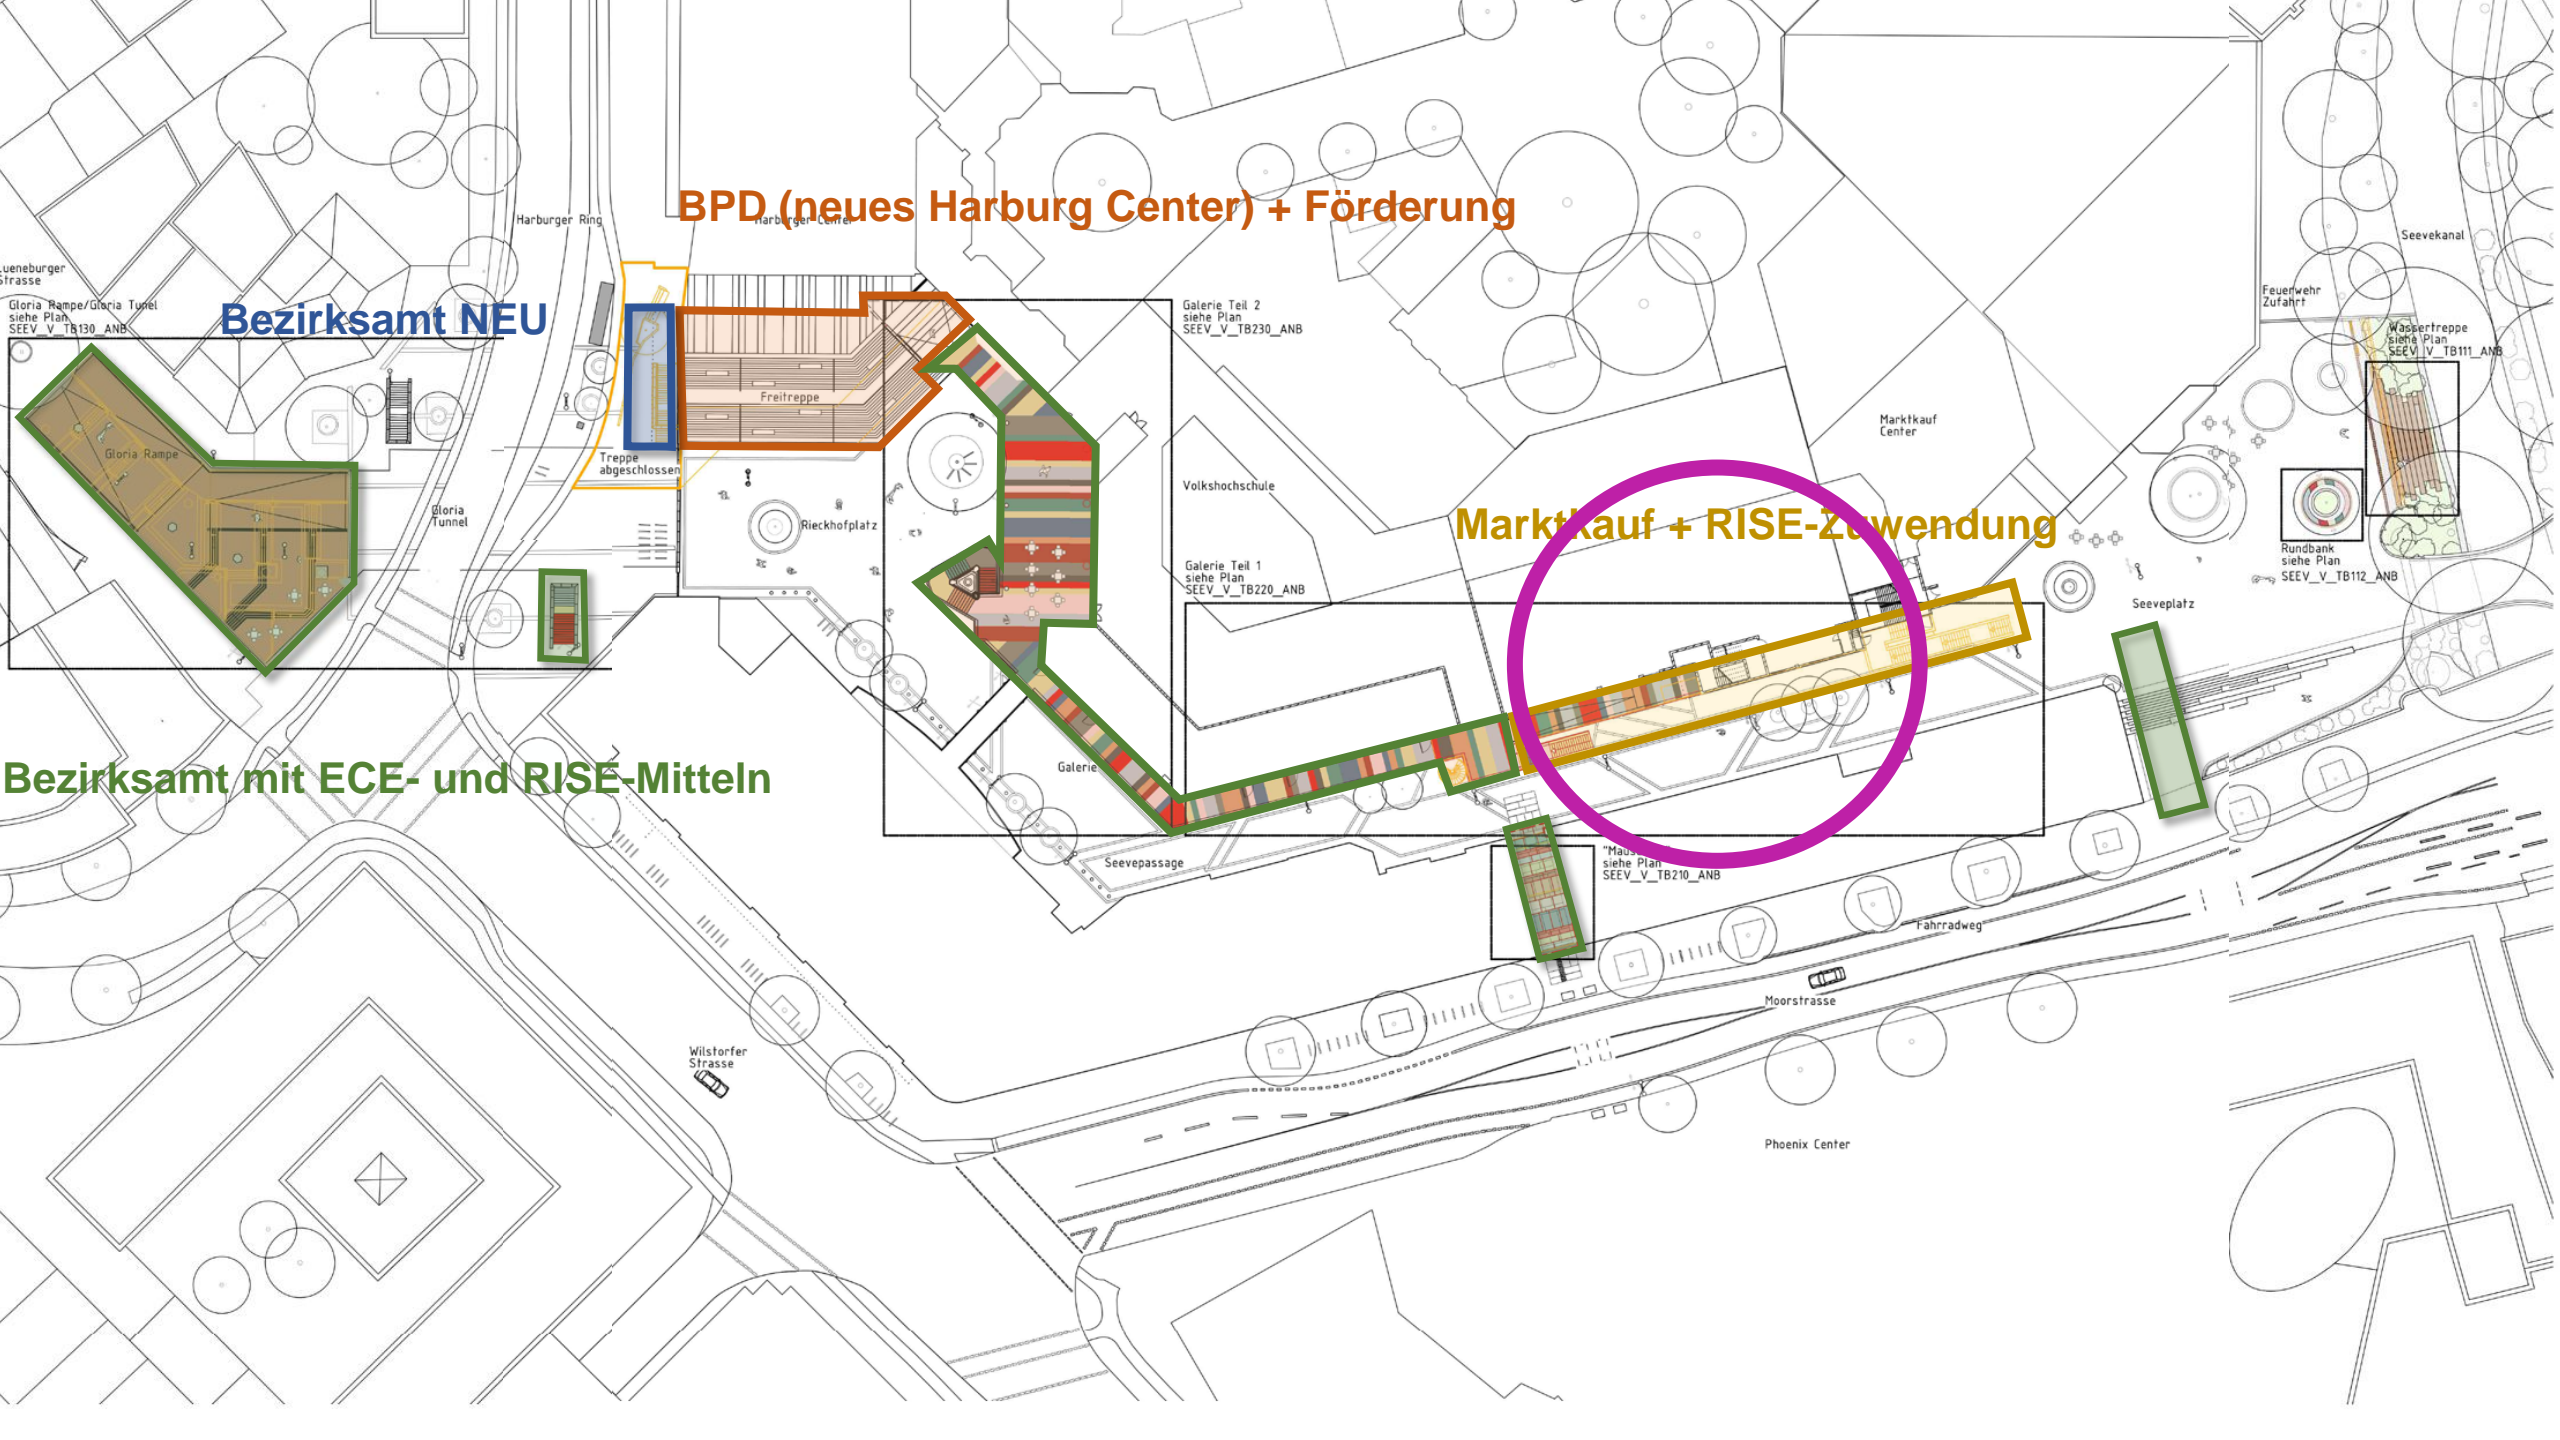 BPD (neues Harburg Center) + Förderung
Harburger Ring
Seevekanal
Lueneburger
Strasse
Gloria Rampe/Gloria Tunel
siehe Plan
SEEV_V_TB130_ANB
Bezirksamt NEU
Galerie Teil 2
siehe Plan
SEEV_V_TB230_ANB
Feuerwehr
Zufahrt
Wassertreppe
siehe Plan
SEEV_V_TB111_ANB
Freitreppe
Marktkauf
Center
Gloria Rampe
Treppe
abgeschlossen
Volkshochschule
Gloria
Tunnel
Rieckhofplatz
Marktkauf + RISE-Zuwendung
Rundbank
siehe Plan
SEEV_V_TB112_ANB
Galerie Teil 1
siehe Plan
SEEV_V_TB220_ANB
Seeveplatz
Bezirksamt mit ECE- und RISE-Mitteln
Galerie
Seevepassage
siehe Plan
SEEV_V_TB210_ANB
Fahrradweg
Moorstrasse
Wilstorfer
Strasse
Phoenix Center